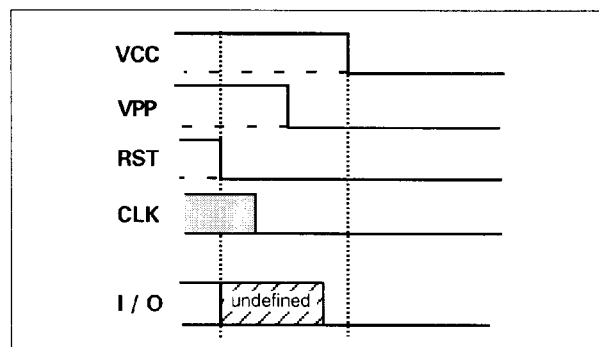 VCC
VPP
RST
CLK
I / O
undefined